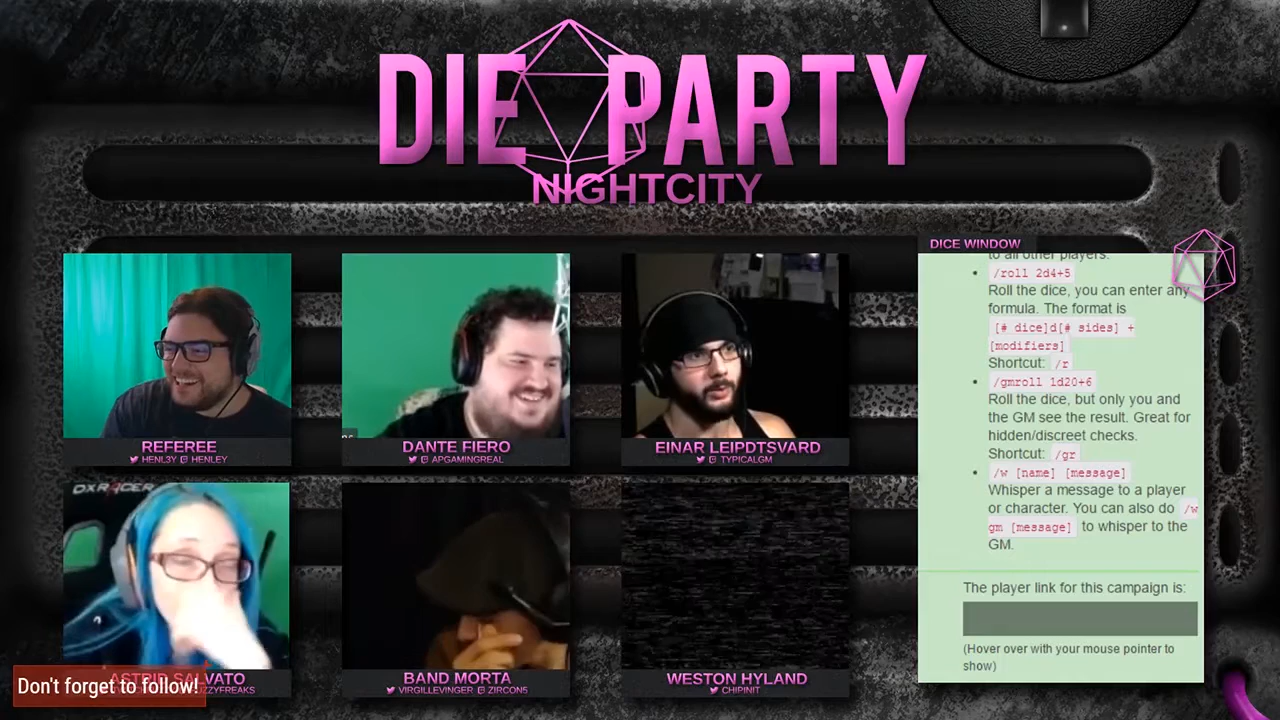 DIE PARTY
NIGHTCITY
DICE WINDOW
to all other players.
/roll 2d4+5
Roll the dice, you can enter any
formula. The format is
[# dice]d[# sides] +
[modifiers]
Shortcut: /r
/gmroll 1d20+6
Roll the dice, but only you and
the GM see the result. Great for
hidden/discreet checks.
Shortcut: /gr
/w [name] [message]
Whisper a message to a player
or character. You can also do /w
gm [message] to whisper to the
GM.
The player link for this campaign is:
(Hover over with your mouse pointer to
show)
REFEREE
HENL3Y HENLEY
DANTE FIERO
APGAMINGREAL
EINAR LEIPDTSVARD
TYPICALGM
DXRACER
ASTRID SALVATO
Don't forget to follow!
BAND MORTA
VIRGILLEVINGER ZIRCON5
WESTON HYLAND
CHIPINIT